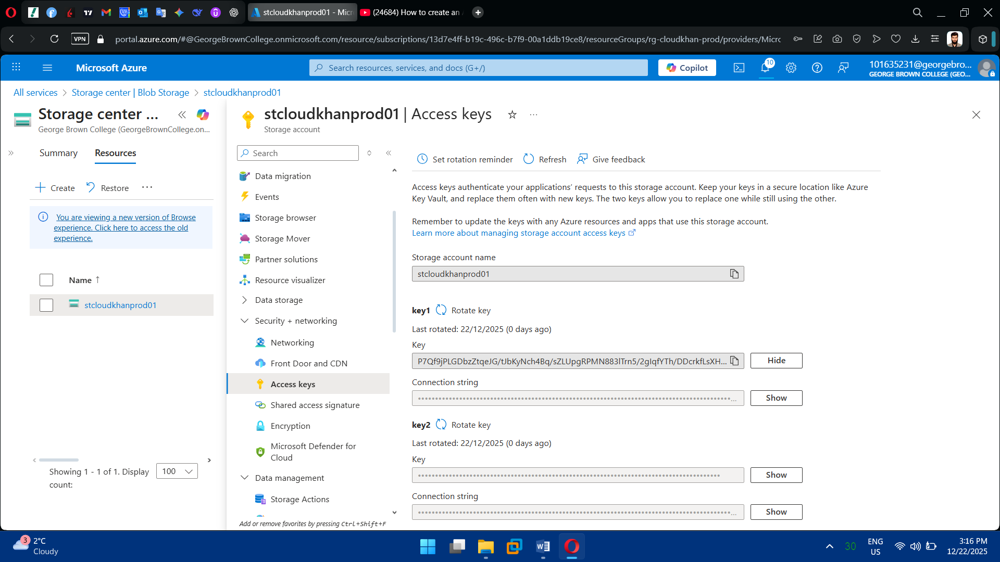 stcloudkhanprod01 - Micr
(24684) How to create an
VPN
portal.azure.com/#@GeorgeBrownCollege.onmicrosoft.com/resource/subscriptions/13d7e4ff-b19c-496c-b7f9-00a1ddb19ce8/resourceGroups/rg-cloudkhan-prod/providers/Micro
Microsoft Azure
Search resources, services, and docs (G+/)
Copilot
10
101635231@georgebro...
GEORGE BROWN COLLEGE (GEO...
All services > Storage center | Blob Storage > stcloudkhanprod01
Storage center ...
George Brown College (GeorgeBrownCollege.on...
Summary
Resources
Create
Restore
...
You are viewing a new version of Browse
experience. Click here to access the old
experience.
Name ↑
stcloudkhanprod01
Showing 1 - 1 of 1. Display
count:
100
stcloudkhanprod01 | Access keys
...
Storage account
Search
Data migration
Events
Storage browser
Storage Mover
Partner solutions
Resource visualizer
Data storage
Security + networking
Networking
Front Door and CDN
Access keys
Shared access signature
Encryption
Microsoft Defender for
Cloud
Data management
Storage Actions
Add or remove favorites by pressing Ctrl+Shift+F
Set rotation reminder
Refresh
Give feedback
Access keys authenticate your applications’ requests to this storage account. Keep your keys in a secure location like Azure
Key Vault, and replace them often with new keys. The two keys allow you to replace one while still using the other.
Remember to update the keys with any Azure resources and apps that use this storage account.
Learn more about managing storage account access keys
Storage account name
stcloudkhanprod01
key1
Rotate key
Last rotated: 22/12/2025 (0 days ago)
Key
P7Qf9jPLGDbzZtqeJG/tJbKyNch4Bq/sZLUpgRPMN883lTrn5/2gIqfYTh/DDcrkfLsXH...
Hide
Connection string
Show
key2
Rotate key
Last rotated: 22/12/2025 (0 days ago)
Key
Show
Connection string
Show
3
2°C
Cloudy
30
ENG
US
3:16 PM
12/22/2025